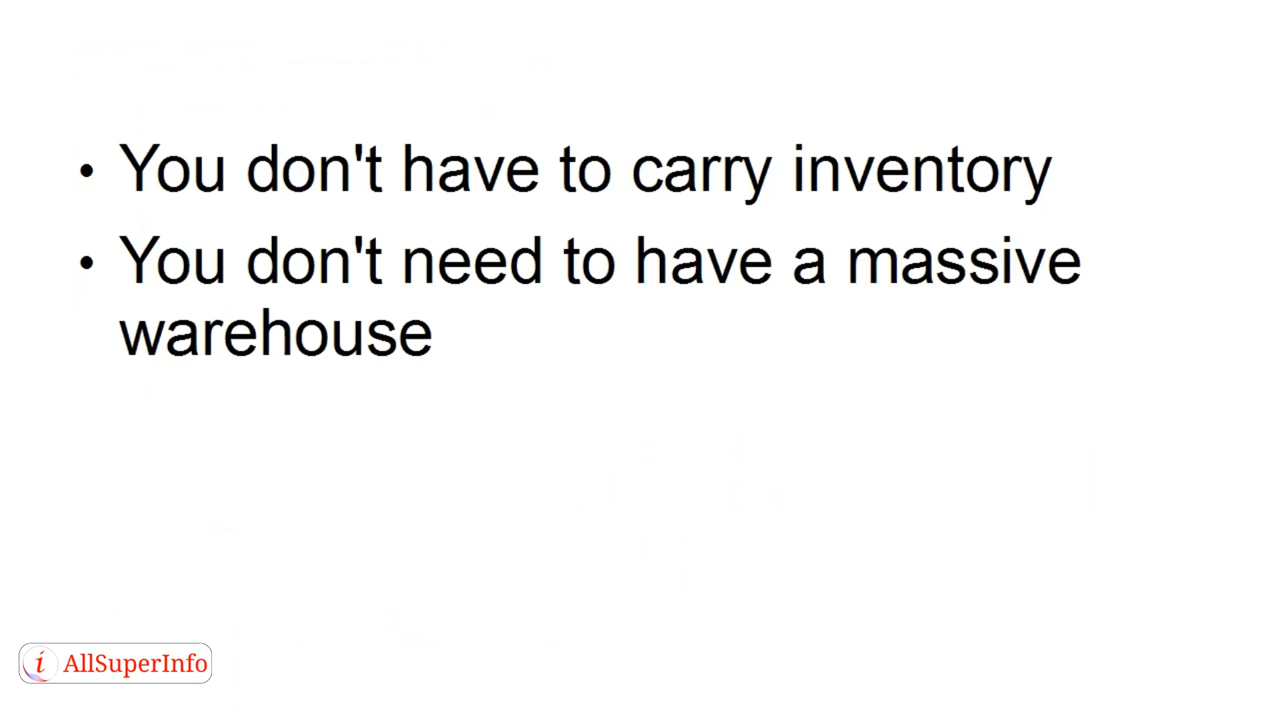 • You don't have to carry inventory
• You don't need to have a massive
warehouse
i AllSuperInfo